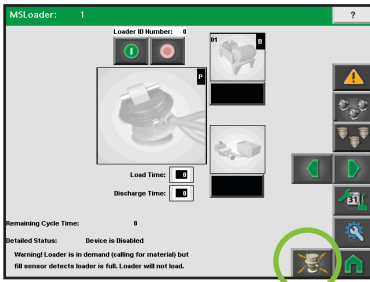 MSLoader: 1
?
Loader ID Number: 0
01
B
P
Load Time: 0
Discharge Time: 0
31
Remaining Cycle Time: 0
Detailed Status: Device is Disabled
Warning! Loader is in demand (calling for material) but
fill sensor detects loader is full. Loader will not load.